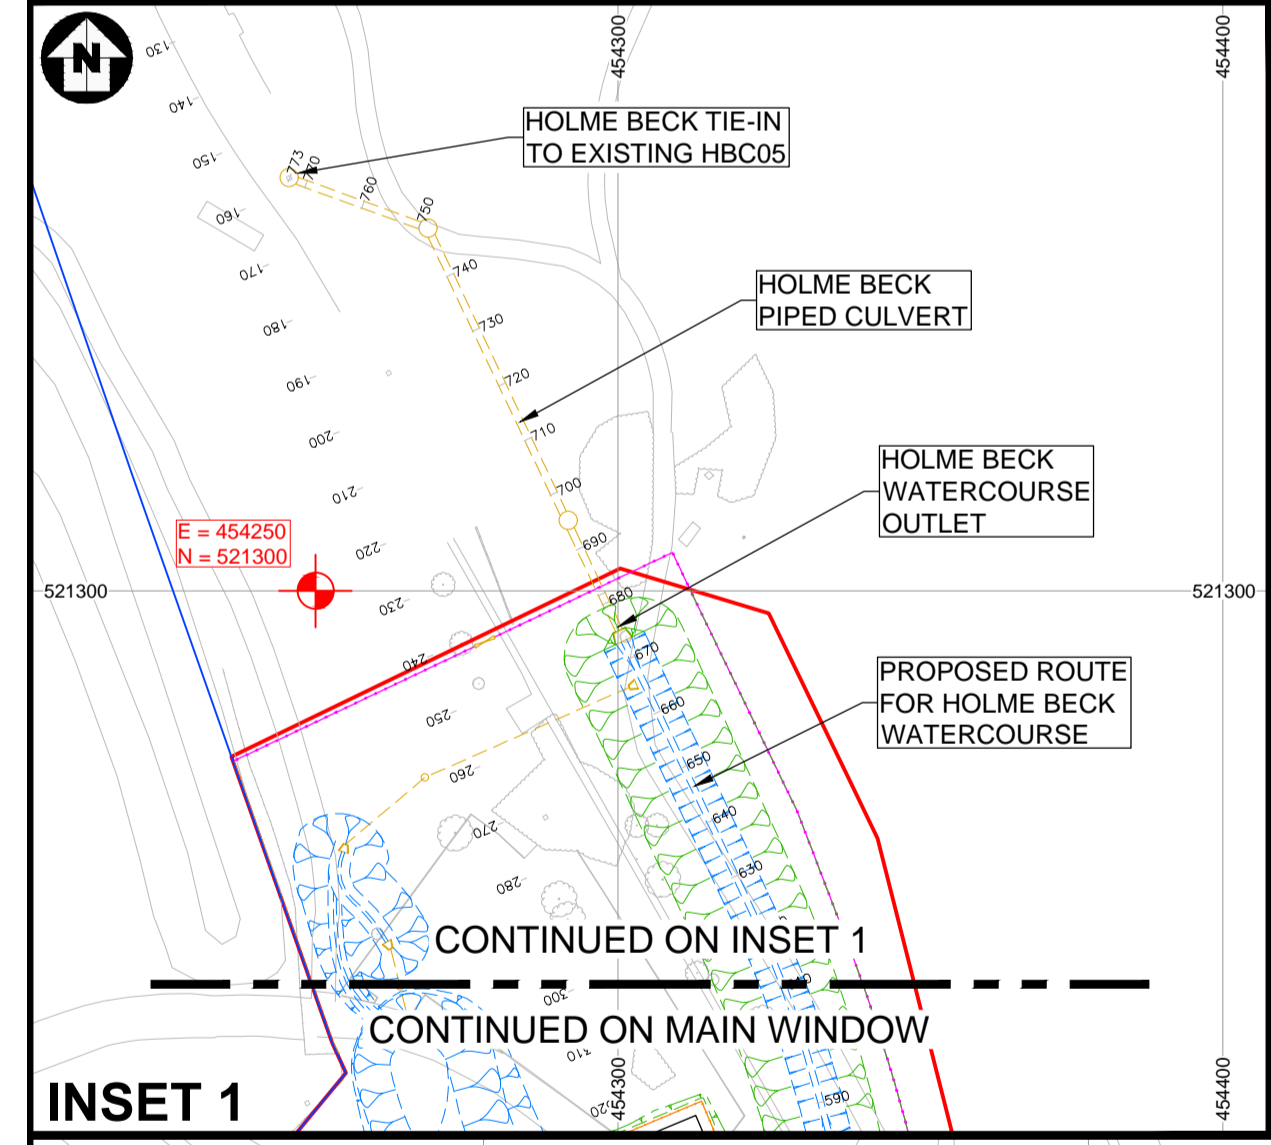 N
454300
454400
HOLME BECK TIE-IN
TO EXISTING HBC05
130
140
150
160
170
180
190
200
210
220
230
240
250
260
270
280
300
310
773
770
760
750
740
730
720
710
700
690
680
670
660
650
640
630
590
HOLME BECK
PIPED CULVERT
HOLME BECK
WATERCOURSE
OUTLET
E = 454250
N = 521300
521300
521300
PROPOSED ROUTE
FOR HOLME BECK
WATERCOURSE
CONTINUED ON INSET 1
CONTINUED ON MAIN WINDOW
INSET 1
454300
454400